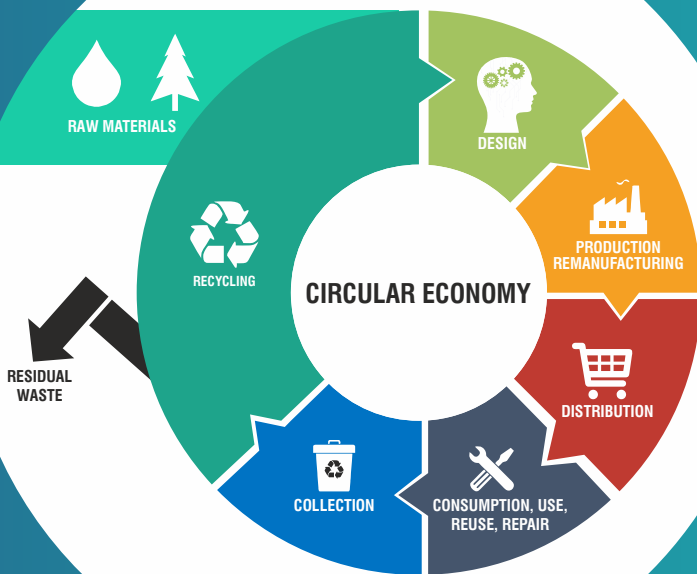 RAW MATERIALS
DESIGN
PRODUCTION
REMANUFACTURING
RECYCLING
CIRCULAR ECONOMY
RESIDUAL
WASTE
DISTRIBUTION
COLLECTION
CONSUMPTION, USE,
REUSE, REPAIR